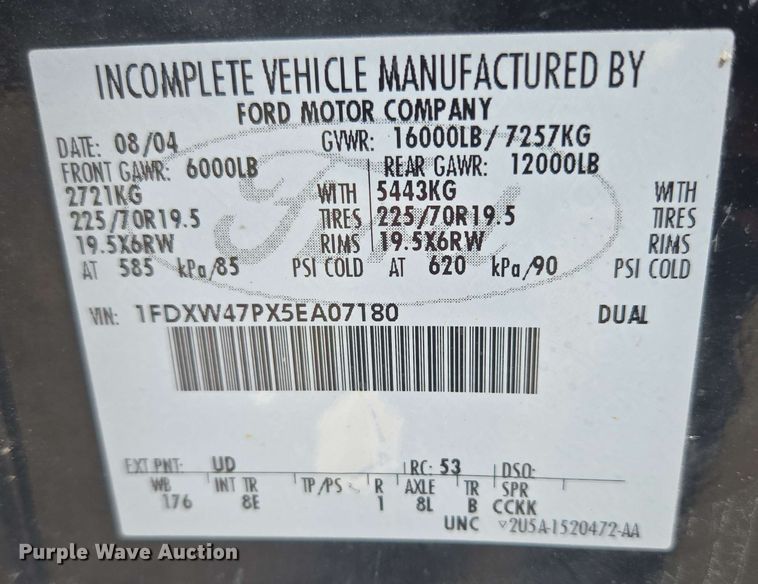 INCOMPLETE VEHICLE MANUFACTURED BY
FORD MOTOR COMPANY
DATE: 08/04 GVWR: 16000LB/7257KG
FRONT GAWR: 6000LB REAR GAWR: 12000LB
2721KG WITH 5443KG WITH
225/70R19.5 TIRES 225/70R19.5 TIRES
19.5X6RW RIMS 19.5X6RW RIMS
AT 585 kPa/85 PSI COLD AT 620 kPa/90 PSI COLD
VIN: 1FDXW47PX5EA07180 DUAL
Ford
EXT PNT: UD RC: 53 DSO:
WB INT TR TP/PS R AXLE TR SPR
176 8E 1 8L B CCKK
UNC ▽2U5A-1520472-AA
Purple Wave Auction